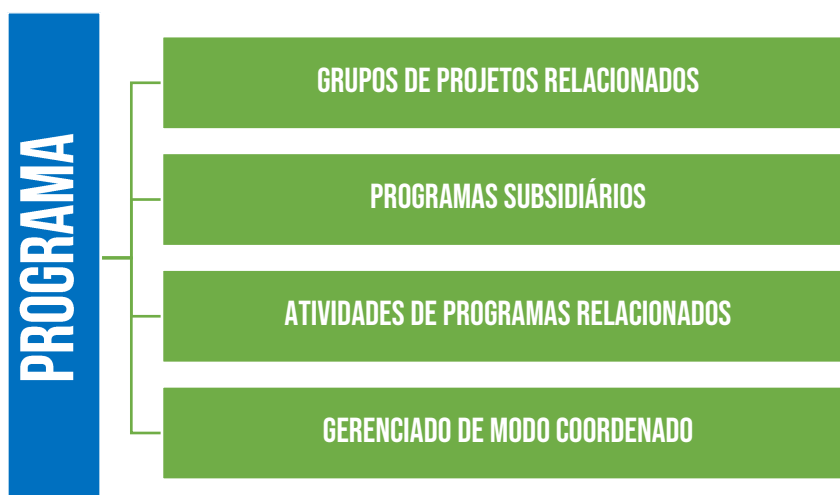 PROGRAMA
GRUPOS DE PROJETOS RELACIONADOS
PROGRAMAS SUBSIDIÁRIOS
ATIVIDADES DE PROGRAMAS RELACIONADOS
GERENCIADO DE MODO COORDENADO